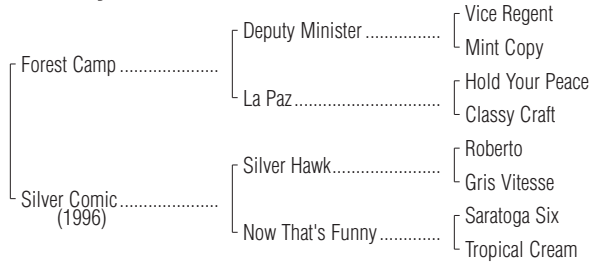 Vice Regent
Deputy Minister ................
Mint Copy
Forest Camp ....................
Hold Your Peace
La Paz..............................
Classy Craft
Roberto
Silver Hawk......................
Gris Vitesse
Silver Comic....................
(1996)
Saratoga Six
Now That's Funny .............
Tropical Cream